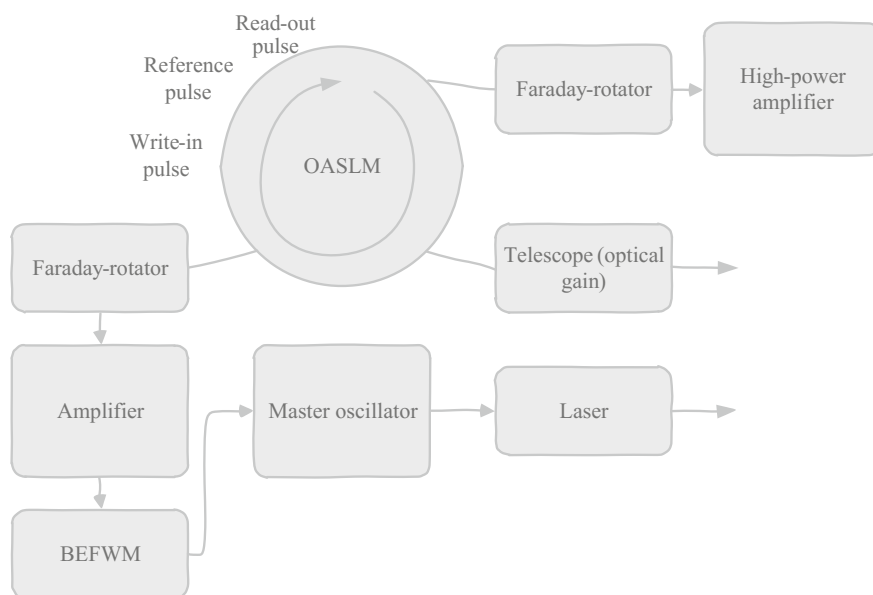 Read-out
pulse
Reference
pulse
Write-in
pulse
OASLM
Faraday-rotator
High-power
amplifier
Faraday-rotator
Telescope (optical
gain)
Amplifier
Master oscillator
Laser
BEFWM